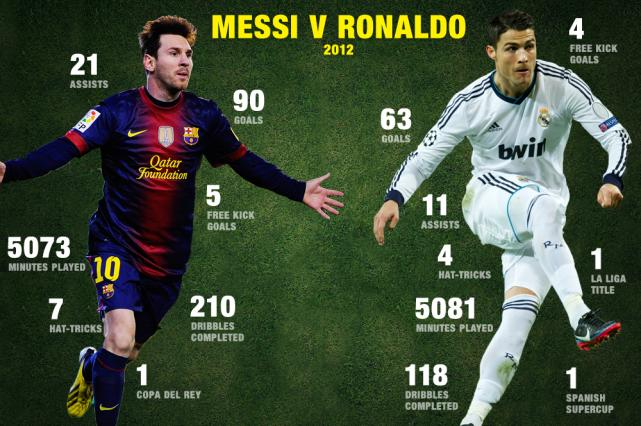 MESSI V RONALDO
2012
21
ASSISTS
90
GOALS
5
FREE KICK
GOALS
5073
MINUTES PLAYED
7
HAT-TRICKS
210
DRIBBLES
COMPLETED
1
COPA DEL REY
Qatar
Foundation
10
4
FREE KICK
GOALS
63
GOALS
11
ASSISTS
4
HAT-TRICKS
1
LA LIGA
TITLE
5081
MINUTES PLAYED
118
DRIBBLES
COMPLETED
1
SPANISH
SUPERCUP
bwin